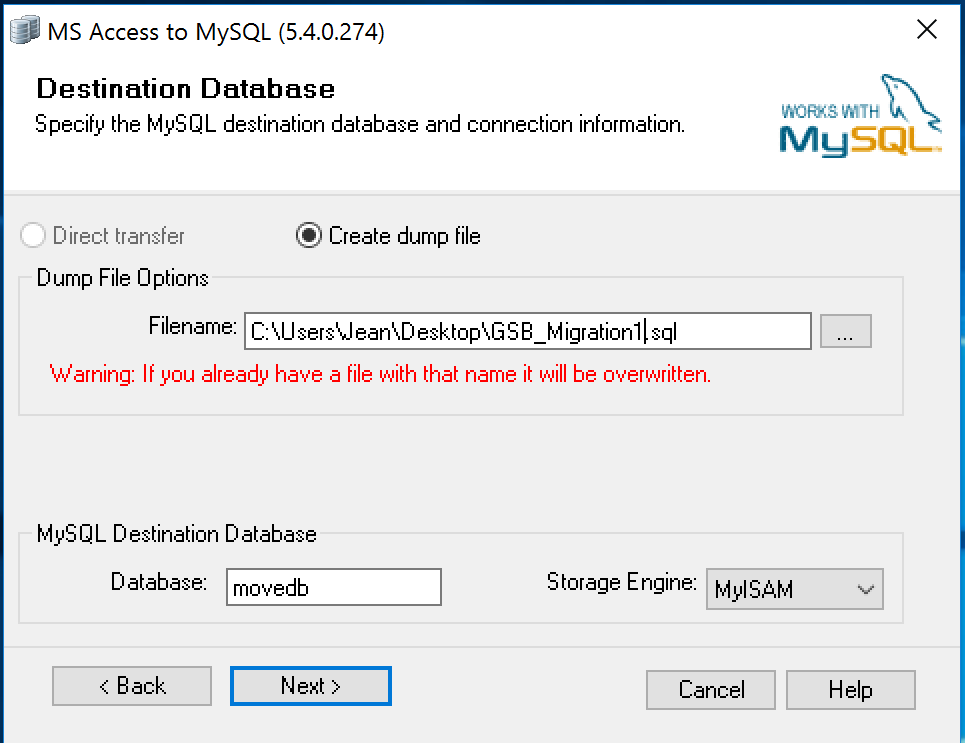 MS Access to MySQL (5.4.0.274)
Destination Database
Specify the MySQL destination database and connection information.
WORKS WITH
MySQL
Direct transfer
Create dump file
Dump File Options
Filename: C:\Users\Jean\Desktop\GSB_Migration1.sql ...
Warning: If you already have a file with that name it will be overwritten.
MySQL Destination Database
Database: movedb Storage Engine: MyISAM
< Back Next > Cancel Help